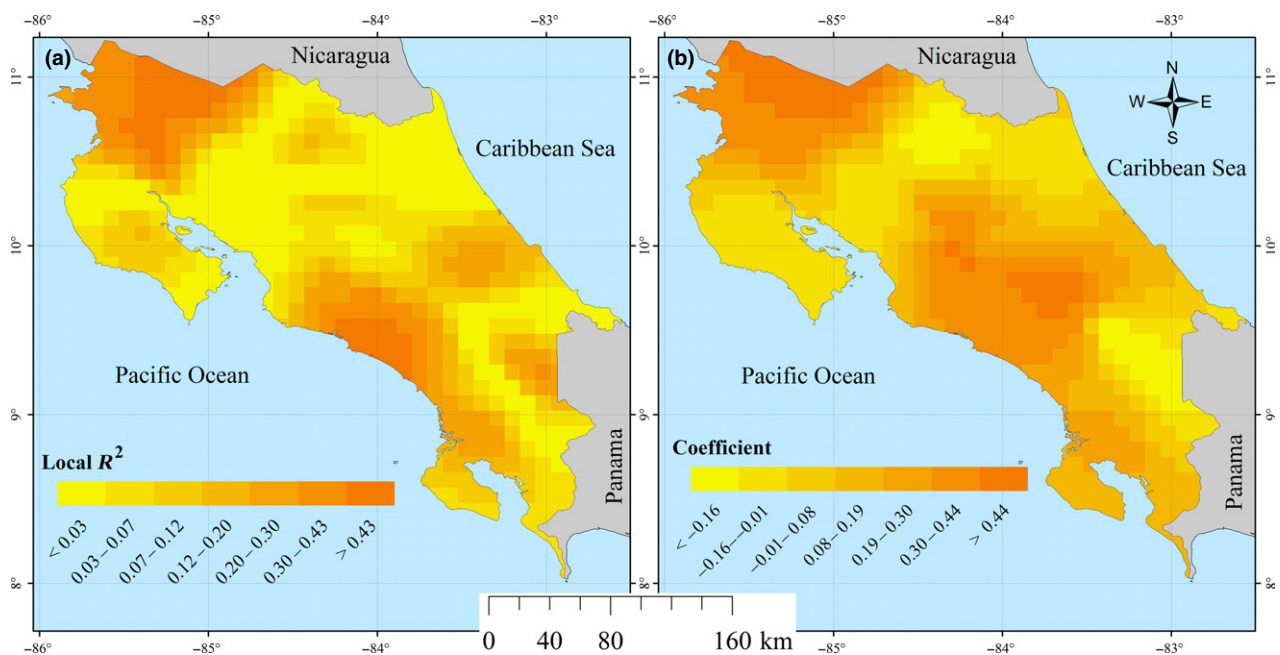 −86°
−85°
−84°
−83°
(a)
Nicaragua
11°
Caribbean Sea
10°
Pacific Ocean
9°
Local R²
Panama
< 0.03
0.03–0.07
0.07–0.12
0.12–0.20
0.20–0.30
0.30–0.43
> 0.43
8°
−86°
−85°
−84°
−83°
−86°
−85°
−84°
−83°
(b)
Nicaragua
N
W E
S
11°
Caribbean Sea
10°
Pacific Ocean
9°
Coefficient
Panama
< −0.16
−0.16–−0.01
−0.01–0.08
0.08–0.19
0.19–0.30
0.30–0.44
> 0.44
8°
−85°
−84°
−83°
0 40 80 160 km